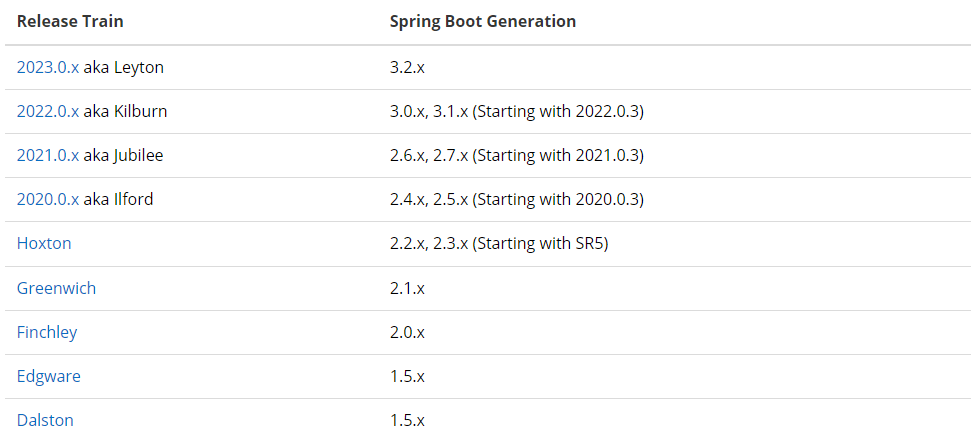 Release Train Spring Boot Generation
2023.0.x aka Leyton 3.2.x
2022.0.x aka Kilburn 3.0.x, 3.1.x (Starting with 2022.0.3)
2021.0.x aka Jubilee 2.6.x, 2.7.x (Starting with 2021.0.3)
2020.0.x aka Ilford 2.4.x, 2.5.x (Starting with 2020.0.3)
Hoxton 2.2.x, 2.3.x (Starting with SR5)
Greenwich 2.1.x
Finchley 2.0.x
Edgware 1.5.x
Dalston 1.5.x